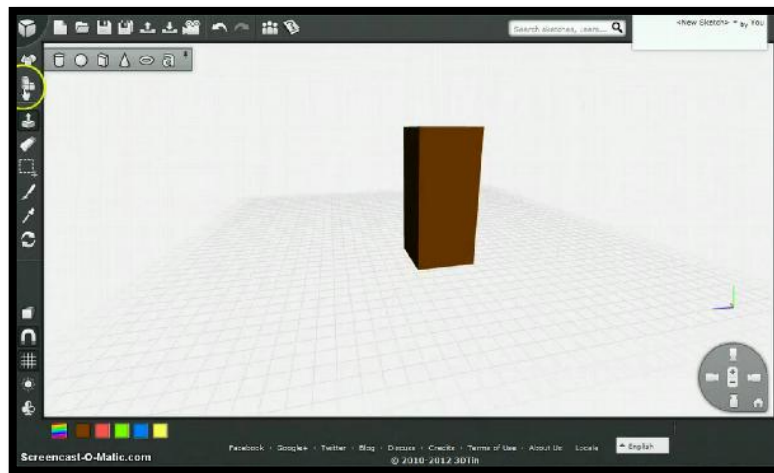 Search sketches, users...
<New Sketch> by You
Facebook · Google+ · Twitter · Blog · Discuss · Credits · Terms of Use · About Us Locale English
© 2010-2012 3DTin
Screencast-O-Matic.com